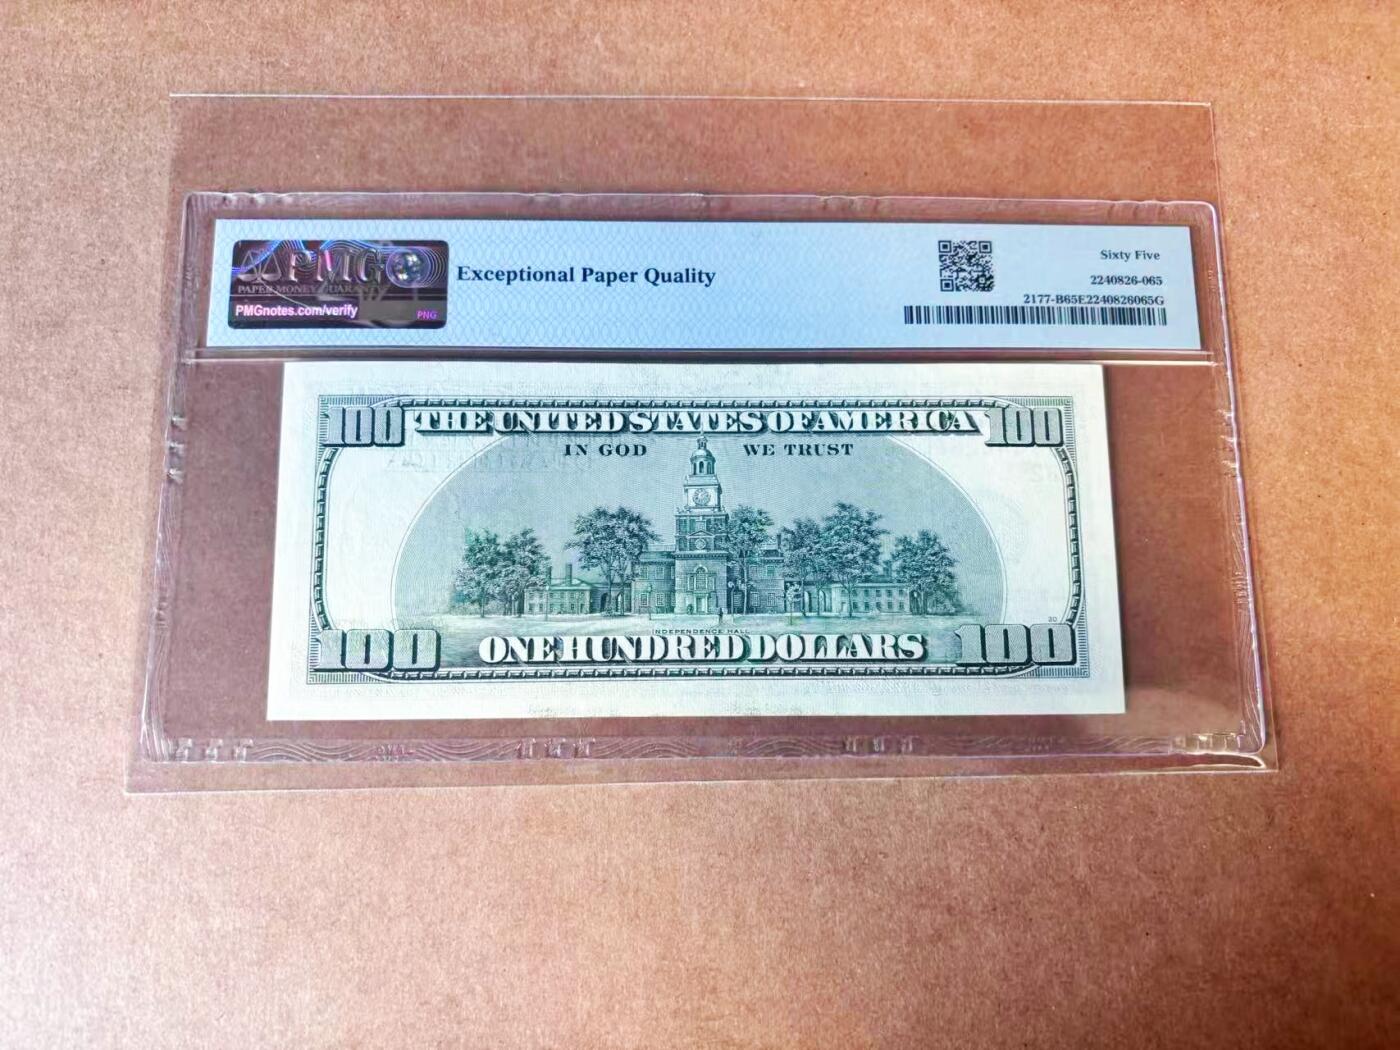 PMG
PAPER MONEY GUARANTY
PMGnotes.com/verify
PNG
Exceptional Paper Quality
Sixty Five
2240826-065
2177-B65E2240826065G
100 THE UNITED STATES OF AMERICA 100
IN GOD WE TRUST
INDEPENDENCE HALL
30
100 ONE HUNDRED DOLLARS 100